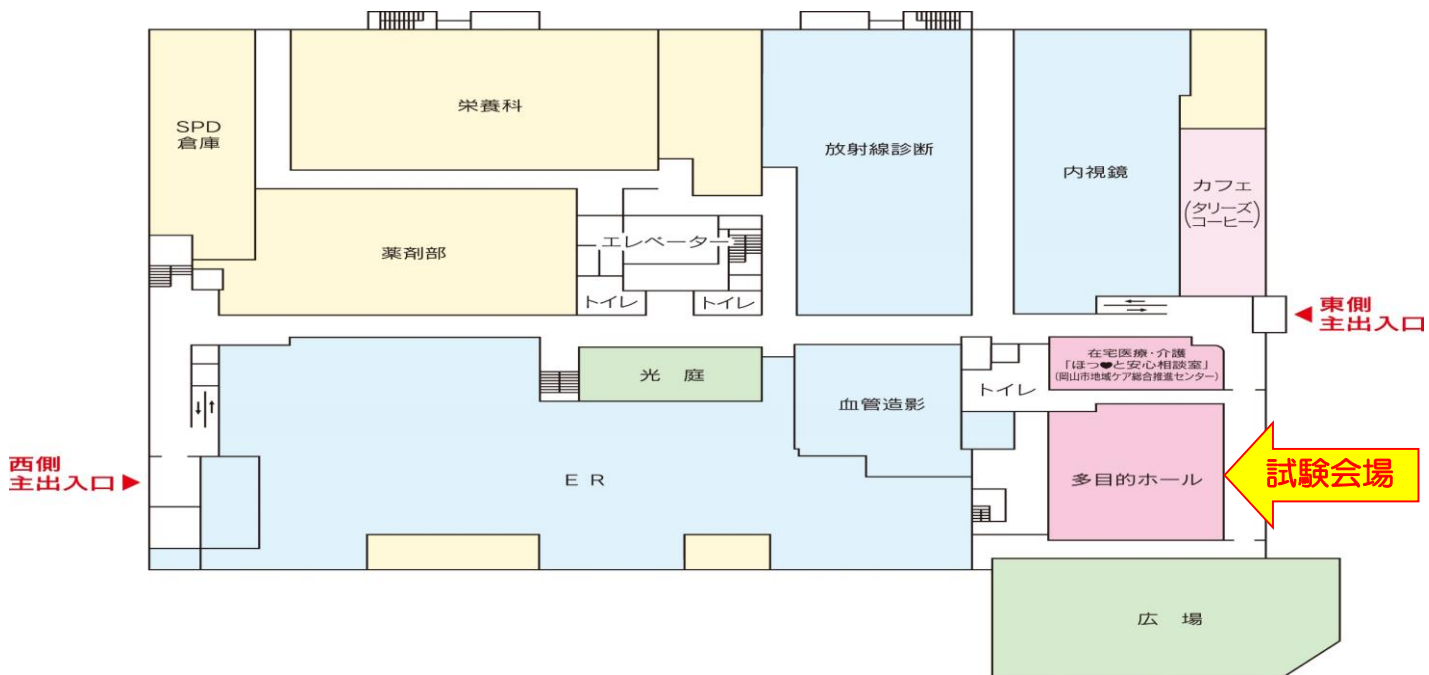 栄養科
SPD
倉庫
放射線診断
内視鏡
カフェ
(タリーズ
コーヒー)
薬剤部
エレベーター
トイレ
トイレ
東側
主出入口
在宅医療・介護
「ほっ♥と安心相談室」
(岡山市地域ケア総合推進センター)
光 庭
トイレ
血管造影
西側
主出入口
ER
多目的ホール
試験会場
広 場